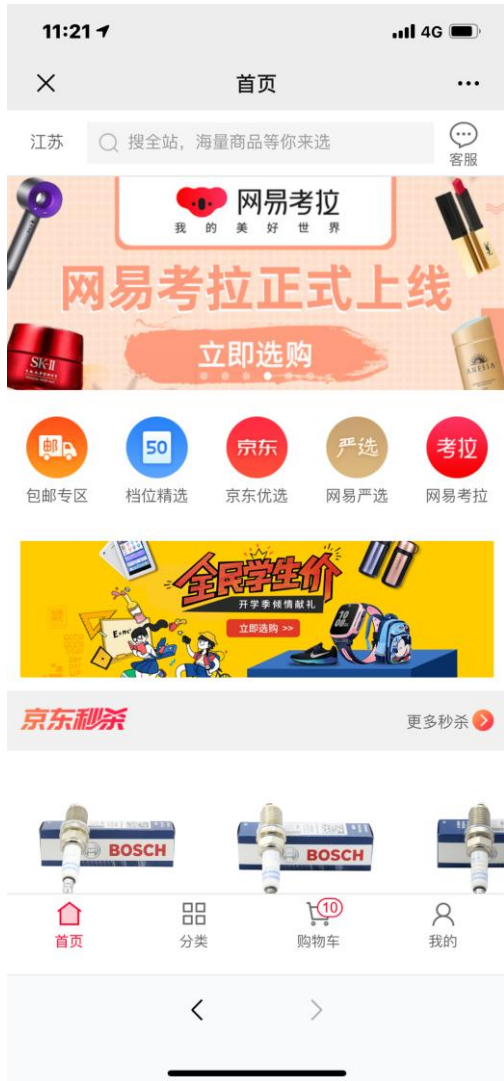 11:21
4G
首页
江苏
搜全站，海量商品等你来选
客服
网易考拉
我的美好世界
网易考拉正式上线
立即选购
SK-II
ANESSA
邮
50
京东
严选
考拉
包邮专区
档位精选
京东优选
网易严选
网易考拉
全民学生价
开学季倾情献礼
立即选购 >>
E=mc²
京东秒杀
更多秒杀
BOSCH
BOSCH
10
首页
分类
购物车
我的